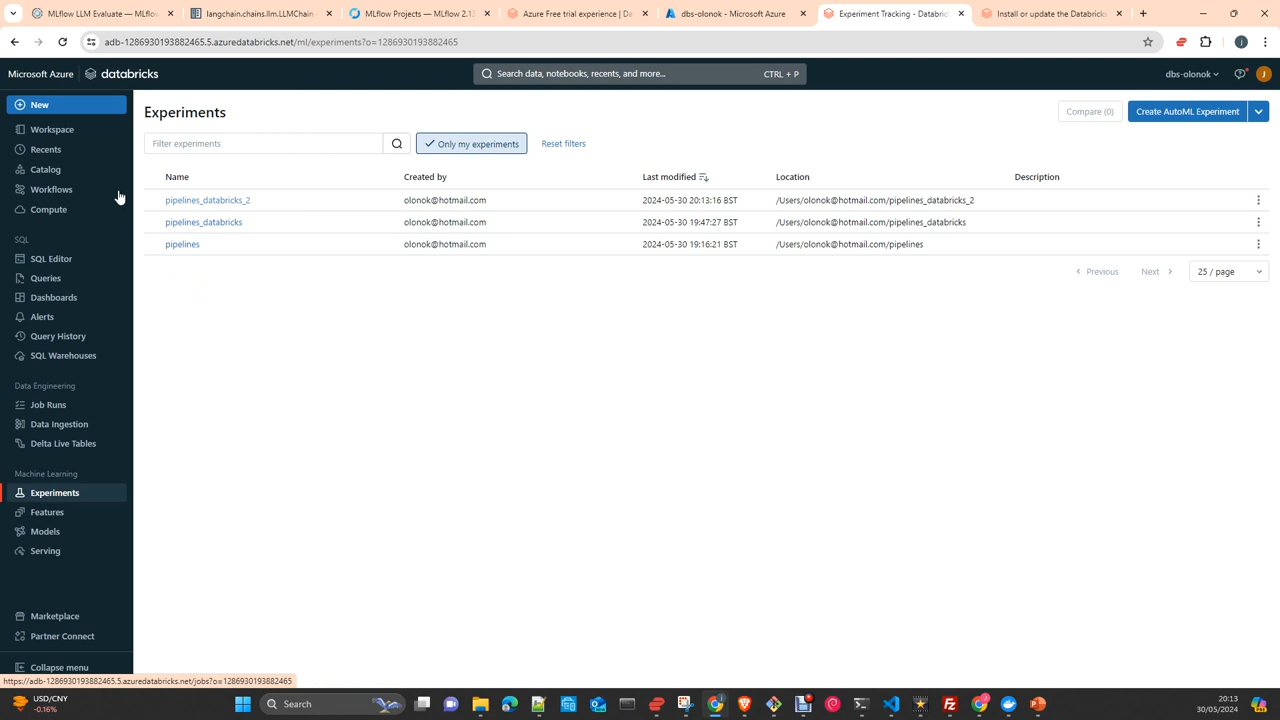 MLflow LLM Evaluate — MLflow
langchain.chains.llm.LLMChain
MLflow Projects — MLflow 2.13
Azure Free trial experience | Da
dbs-olonok - Microsoft Azure
Experiment Tracking - Databric
Install or update the Databricks
adb-1286930193882465.5.azuredatabricks.net/ml/experiments?o=1286930193882465
Microsoft Azure
databricks
Search data, notebooks, recents, and more...
CTRL + P
dbs-olonok
J
New
Workspace
Recents
Catalog
Workflows
Compute
SQL
SQL Editor
Queries
Dashboards
Alerts
Query History
SQL Warehouses
Data Engineering
Job Runs
Data Ingestion
Delta Live Tables
Machine Learning
Experiments
Features
Models
Serving
Marketplace
Partner Connect
Collapse menu
Experiments
Compare (0)
Create AutoML Experiment
Filter experiments
Only my experiments
Reset filters
Name Created by Last modified Location Description
pipelines_databricks_2 olonok@hotmail.com 2024-05-30 20:13:16 BST /Users/olonok@hotmail.com/pipelines_databricks_2
pipelines_databricks olonok@hotmail.com 2024-05-30 19:47:27 BST /Users/olonok@hotmail.com/pipelines_databricks
pipelines olonok@hotmail.com 2024-05-30 19:16:21 BST /Users/olonok@hotmail.com/pipelines
Previous
Next
25 / page
https://adb-1286930193882465.5.azuredatabricks.net/jobs?o=1286930193882465
USD/CNY
-0.16%
Search
20:13
30/05/2024